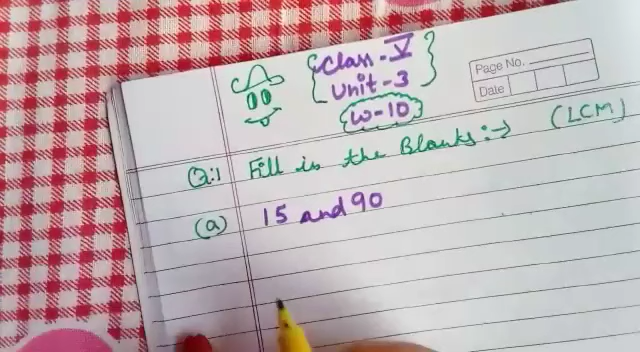 Class-V
Unit-3
W-10
Page No.
Date
Q:1 Fill in the Blanks:→ (LCM)
(a) 15 and 90